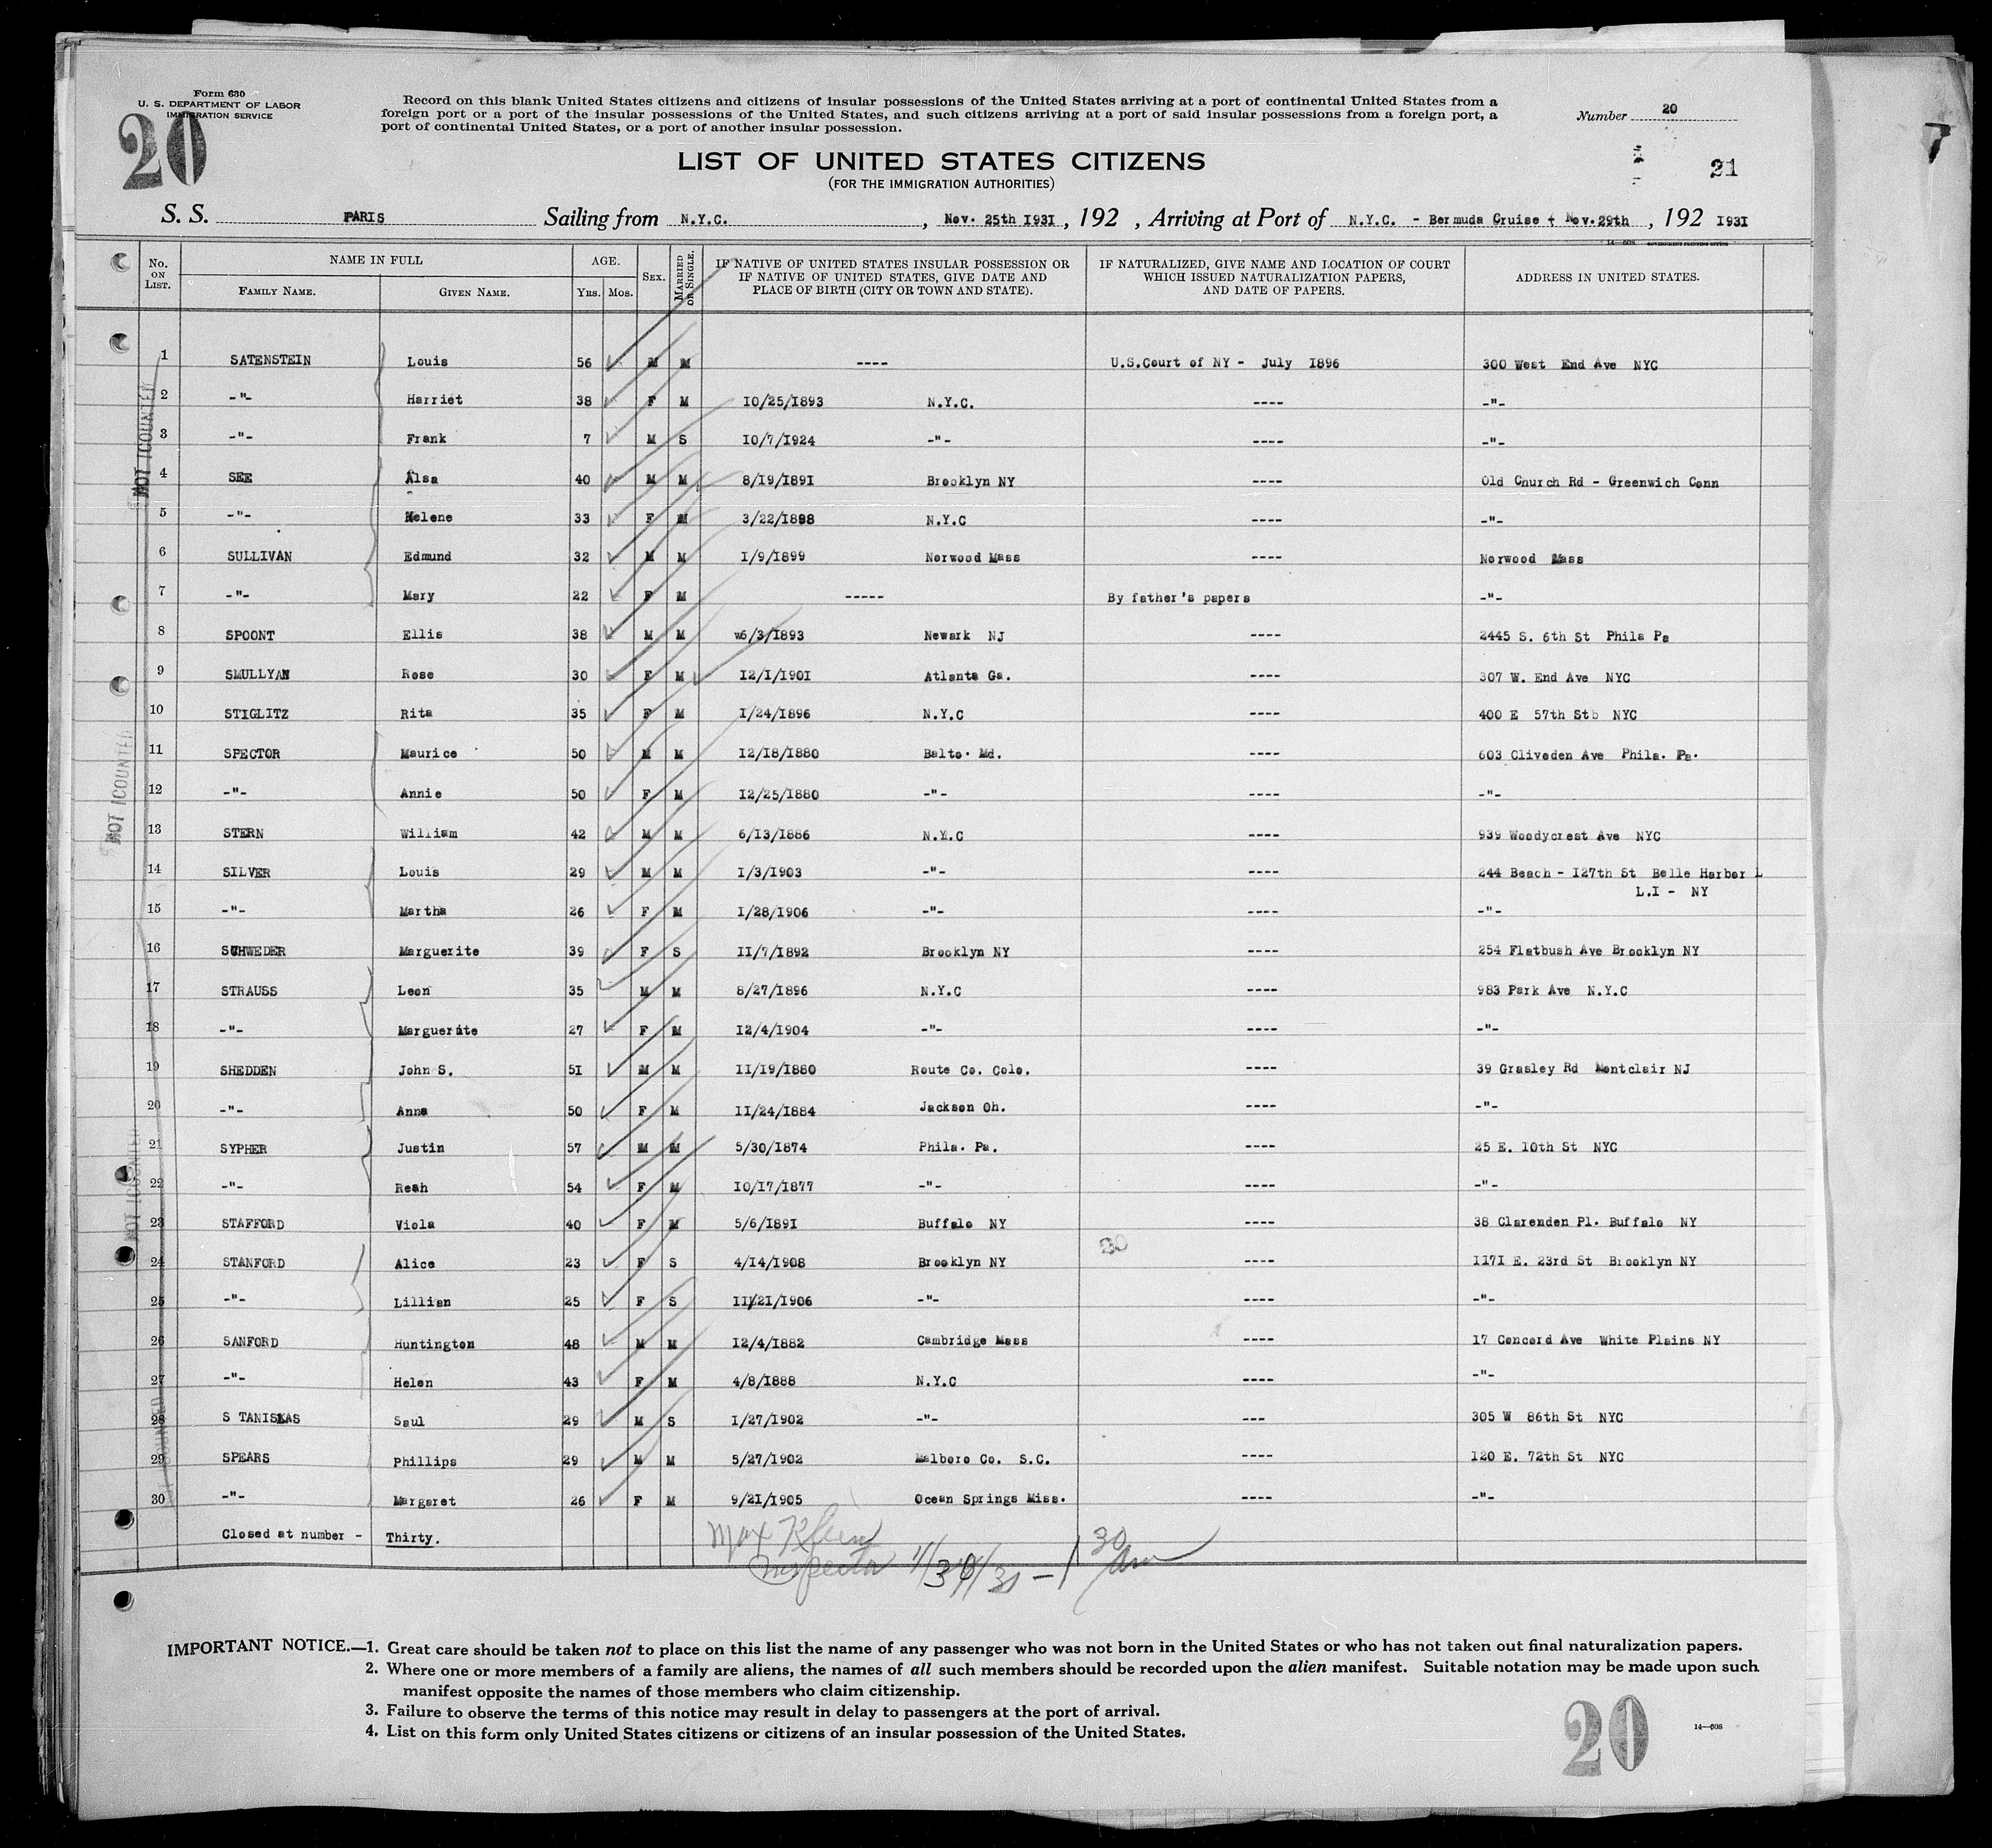 Form 630
U. S. DEPARTMENT OF LABOR
IMMIGRATION SERVICE
20
Record on this blank United States citizens and citizens of insular possessions of the United States arriving at a port of continental United States from a
foreign port or a port of the insular possessions of the United States, and such citizens arriving at a port of said insular possessions from a foreign port, a
port of continental United States, or a port of another insular possession.
Number 20
7
LIST OF UNITED STATES CITIZENS
(FOR THE IMMIGRATION AUTHORITIES)
21
S. S. PARIS Sailing from N.Y.C. , Nov. 25th 1931 , 192 , Arriving at Port of N.Y.C. - Bermuda Cruise - Nov. 29th , 192 1931
14—608 GOVERNMENT PRINTING OFFICE
No. ON LIST. NAME IN FULL FAMILY NAME. GIVEN NAME. AGE. YRS. MOS. SEX. MARRIED OR SINGLE. IF NATIVE OF UNITED STATES INSULAR POSSESSION OR IF NATIVE OF UNITED STATES, GIVE DATE AND PLACE OF BIRTH (CITY OR TOWN AND STATE). IF NATURALIZED, GIVE NAME AND LOCATION OF COURT WHICH ISSUED NATURALIZATION PAPERS, AND DATE OF PAPERS. ADDRESS IN UNITED STATES.
1 SATENSTEIN Louis 56 M M ---- U.S.Court of NY - July 1896 300 West End Ave NYC
2 -"- Harriet 38 F M 10/25/1893 N.Y.C. ---- -"-
3 -"- Frank 7 M S 10/7/1924 -"- ---- -"-
4 SEE Alsa 40 M M 8/19/1891 Brooklyn NY ---- Old Church Rd - Greenwich Conn
5 -"- Helene 33 F M 3/22/1898 N.Y.C ---- -"-
6 SULLIVAN Edmund 32 M M 1/9/1899 Norwood Mass ---- Norwood Mass
7 -"- Mary 22 F M ----- By father's papers -"-
8 SPOONT Ellis 38 M M 6/3/1893 Newark NJ ---- 2445 S. 6th St Phila Pa
9 SMULLYAN Rose 30 F M 12/1/1901 Atlanta Ga. ---- 307 W. End Ave NYC
10 STIGLITZ Rita 35 F M 1/24/1896 N.Y.C ---- 400 E 57th Stb NYC
11 SPECTOR Maurice 50 M M 12/18/1880 Balto. Md. ---- 603 Cliveden Ave Phila. Pa.
12 -"- Annie 50 F M 12/25/1880 -"- ---- -"-
13 STERN William 42 M M 6/13/1886 N.Y.C ---- 939 Woodycrest Ave NYC
14 SILVER Louis 29 M M 1/3/1903 -"- ---- 244 Beach - 127th St Belle Harbor L
L.I - NY
15 -"- Martha 26 F M 1/28/1906 -"- ---- -"-
16 SCHWEDER Marguerite 39 F S 11/7/1892 Brooklyn NY ---- 254 Flatbush Ave Brooklyn NY
17 STRAUSS Leon 35 M M 8/27/1896 N.Y.C ---- 983 Park Ave N.Y.C
18 -"- Marguerite 27 F M 12/4/1904 -"- ---- -"-
19 SHEDDEN John S. 51 M M 11/19/1880 Route Co. Colo. ---- 39 Grasley Rd Montclair NJ
20 -"- Anna 50 F M 11/24/1884 Jackson Oh. ---- -"-
21 SYPHER Justin 57 M M 5/30/1874 Phila. Pa. ---- 25 E. 10th St NYC
22 -"- Reah 54 F M 10/17/1877 -"- ---- -"-
23 STAFFORD Viola 40 F M 5/6/1891 Buffalo NY ---- 38 Clarenden Pl. Buffalo NY
24 STANFORD Alice 23 F S 4/14/1908 Brooklyn NY 30 ---- 1171 E. 23rd St Brooklyn NY
25 -"- Lillian 25 F S 11/21/1906 -"- ---- -"-
26 SANFORD Huntington 48 M M 12/4/1882 Cambridge Mass ---- 17 Concord Ave White Plains NY
27 -"- Helen 43 F M 4/8/1888 N.Y.C ---- -"-
28 S TANISKAS Saul 29 M S 1/27/1902 -"- --- 305 W 86th St NYC
29 SPEARS Phillips 29 M M 5/27/1902 Malboro Co. S.C. ---- 120 E. 72th St NYC
30 -"- Margaret 26 F M 9/21/1905 Ocean Springs Miss. ---- -"-
Closed at number - Thirty.
Max Klein 30
Inspector
IMPORTANT NOTICE.—1. Great care should be taken not to place on this list the name of any passenger who was not born in the United States or who has not taken out final naturalization papers.
2. Where one or more members of a family are aliens, the names of all such members should be recorded upon the alien manifest. Suitable notation may be made upon such
manifest opposite the names of those members who claim citizenship.
3. Failure to observe the terms of this notice may result in delay to passengers at the port of arrival.
4. List on this form only United States citizens or citizens of an insular possession of the United States.
20
14—608